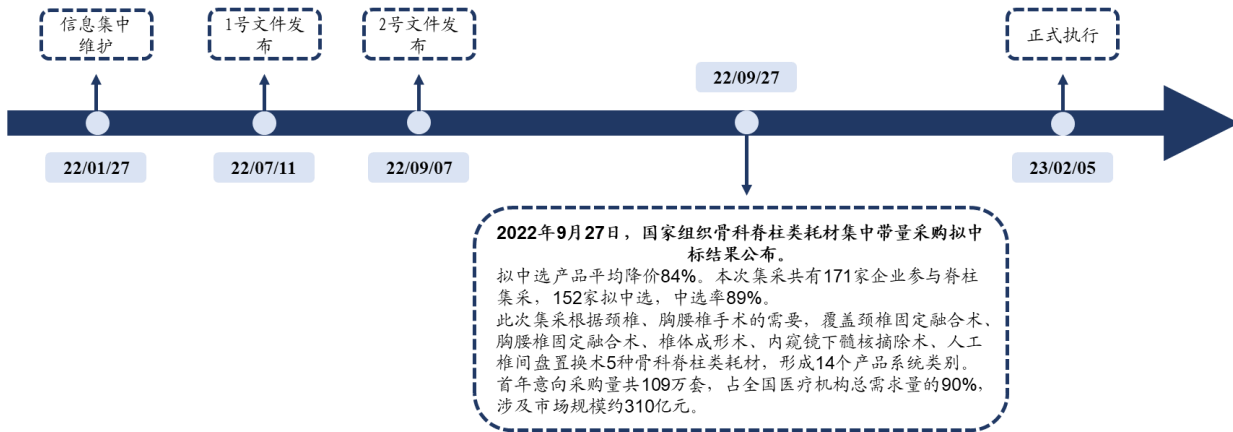 信息集中
维护
1号文件发
布
2号文件发
布
22/09/27
正式执行
22/01/27
22/07/11
22/09/07
23/02/05
2022年9月27日，国家组织骨科脊柱类耗材集中带量采购拟中
标结果公布。
拟中选产品平均降价84%。本次集采共有171家企业参与脊柱
集采，152家拟中选，中选率89%。
此次集采根据颈椎、胸腰椎手术的需要，覆盖颈椎固定融合术、
胸腰椎固定融合术、椎体成形术、内窥镜下髓核摘除术、人工
椎间盘置换术5种骨科脊柱类耗材，形成14个产品系统类别。
首年意向采购量共109万套，占全国医疗机构总需求量的90%，
涉及市场规模约310亿元。